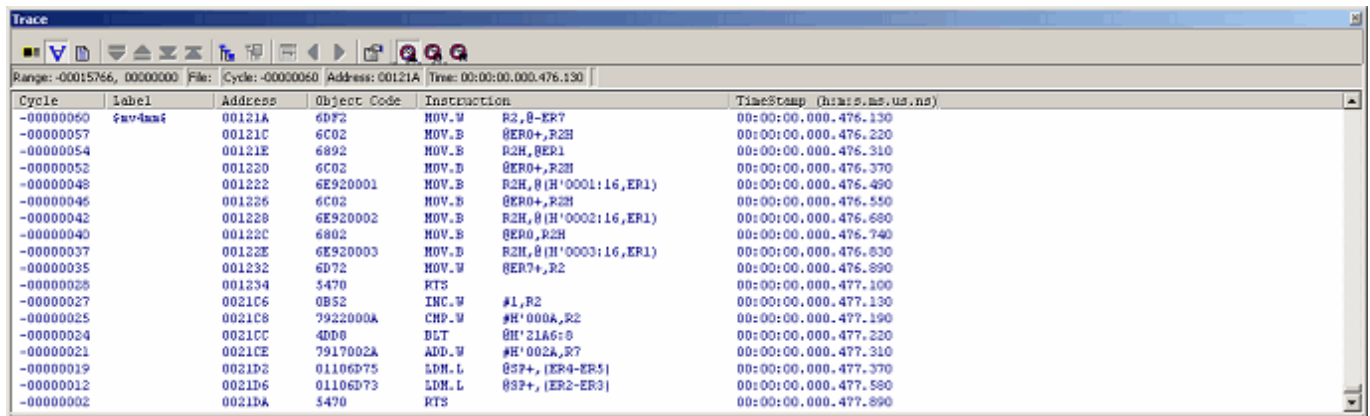 Trace
Range: -00015766, 00000000 File: Cycle: -00000060 Address: 00121A Time: 00:00:00.000.476.130
Cycle Label Address Object Code Instruction TimeStamp (h:m:s.ms.us.ns)
-00000060 $mv4mm$ 00121A 6DF2 MOV.W R2,@-ER7 00:00:00.000.476.130
-00000057 00121C 6C02 MOV.B @ER0+,R2H 00:00:00.000.476.220
-00000054 00121E 6892 MOV.B R2H,@ER1 00:00:00.000.476.310
-00000052 001220 6C02 MOV.B @ER0+,R2H 00:00:00.000.476.370
-00000048 001222 6E920001 MOV.B R2H,@(H'0001:16,ER1) 00:00:00.000.476.490
-00000046 001226 6C02 MOV.B @ER0+,R2H 00:00:00.000.476.550
-00000042 001228 6E920002 MOV.B R2H,@(H'0002:16,ER1) 00:00:00.000.476.680
-00000040 00122C 6802 MOV.B @ER0,R2H 00:00:00.000.476.740
-00000037 00122E 6E920003 MOV.B R2H,@(H'0003:16,ER1) 00:00:00.000.476.830
-00000035 001232 6D72 MOV.W @ER7+,R2 00:00:00.000.476.890
-00000028 001234 5470 RTS 00:00:00.000.477.100
-00000027 0021C6 0B52 INC.W #1,R2 00:00:00.000.477.130
-00000025 0021C8 7922000A CMP.W #H'000A,R2 00:00:00.000.477.190
-00000024 0021CC 4DD8 BLT @H'21A6:8 00:00:00.000.477.220
-00000021 0021CE 7917002A ADD.W #H'002A,R7 00:00:00.000.477.310
-00000019 0021D2 01106D75 LDM.L @SP+,(ER4-ER5) 00:00:00.000.477.370
-00000012 0021D6 01106D73 LDM.L @SP+,(ER2-ER3) 00:00:00.000.477.580
-00000002 0021DA 5470 RTS 00:00:00.000.477.890